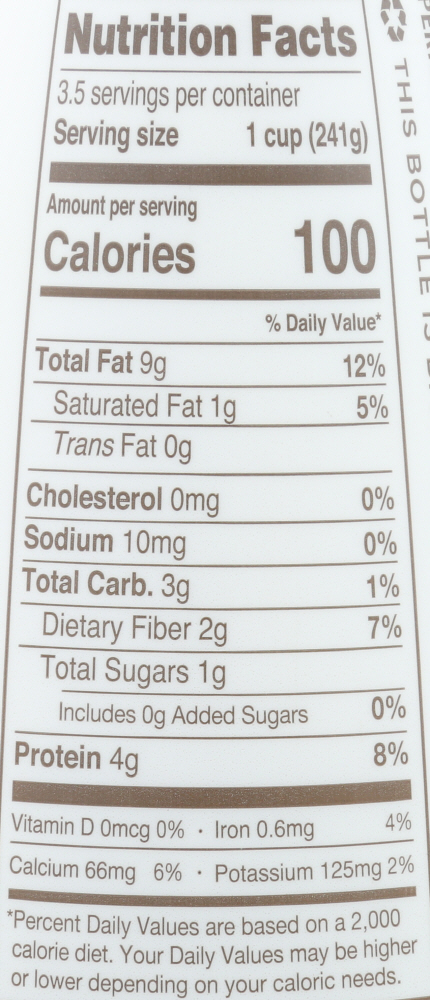 Nutrition Facts
3.5 servings per container
Serving size 1 cup (241g)
Amount per serving
Calories 100
% Daily Value*
Total Fat 9g 12%
Saturated Fat 1g 5%
Trans Fat 0g
Cholesterol 0mg 0%
Sodium 10mg 0%
Total Carb. 3g 1%
Dietary Fiber 2g 7%
Total Sugars 1g
Includes 0g Added Sugars 0%
Protein 4g 8%
Vitamin D 0mcg 0% · Iron 0.6mg 4%
Calcium 66mg 6% · Potassium 125mg 2%
*Percent Daily Values are based on a 2,000
calorie diet. Your Daily Values may be higher
or lower depending on your caloric needs.
THIS BOTTLE IS